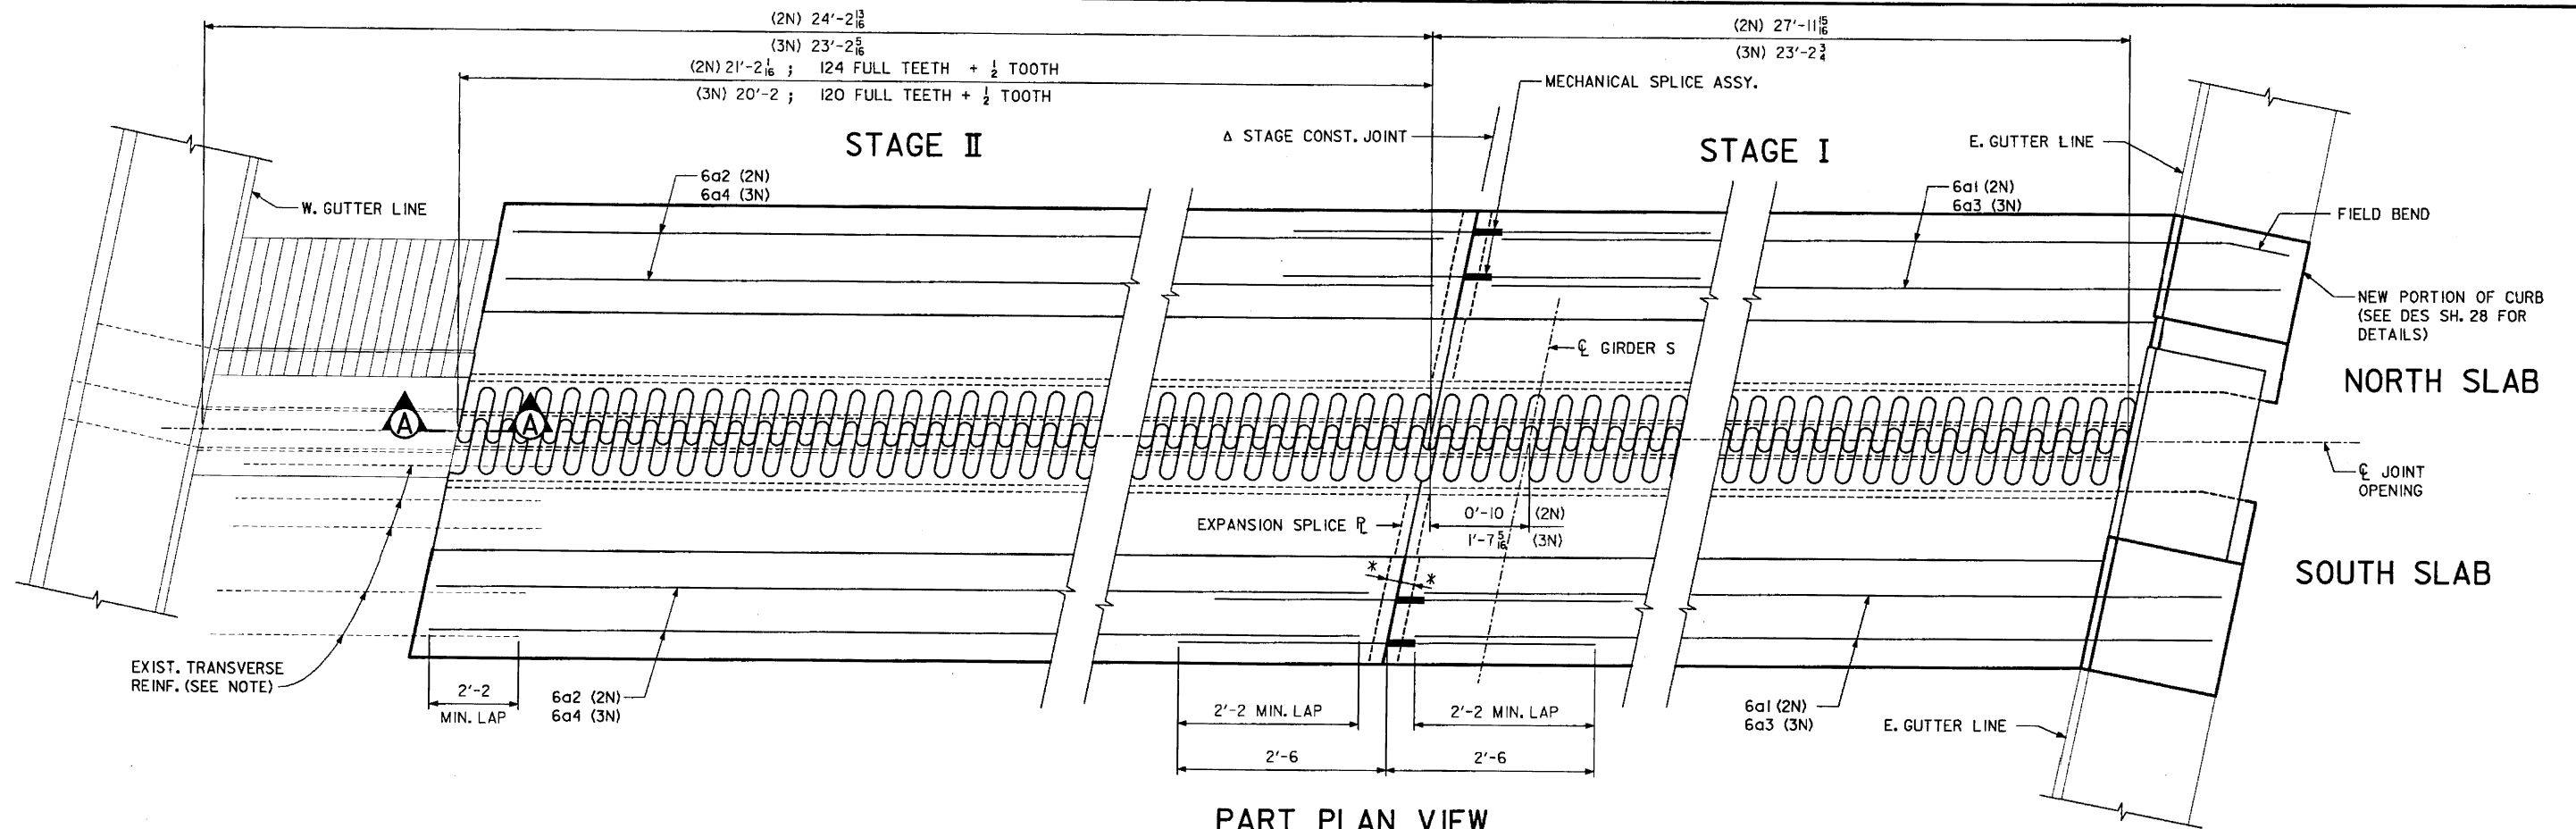 (2N) 24'-2 13/16
(3N) 23'-2 5/16
(2N) 27'-11 15/16
(3N) 23'-2 3/4
(2N) 21'-2 1/16 ; 124 FULL TEETH + 1/2 TOOTH
(3N) 20'-2 ; 120 FULL TEETH + 1/2 TOOTH
MECHANICAL SPLICE ASSY.
STAGE II
Δ STAGE CONST. JOINT
STAGE I
E. GUTTER LINE
6a2 (2N)
6a4 (3N)
6a1 (2N)
6a3 (3N)
W. GUTTER LINE
FIELD BEND
NEW PORTION OF CURB
(SEE DES SH. 28 FOR
DETAILS)
℄ GIRDER S
NORTH SLAB
A
A
℄ JOINT
OPENING
EXPANSION SPLICE ℞
0'-10 (2N)
1'-7 5/16 (3N)
* *
SOUTH SLAB
EXIST. TRANSVERSE
REINF. (SEE NOTE)
2'-2
MIN. LAP
6a2 (2N)
6a4 (3N)
2'-2 MIN. LAP
2'-2 MIN. LAP
6a1 (2N)
6a3 (3N)
E. GUTTER LINE
2'-6
2'-6
PART PLAN VIEW